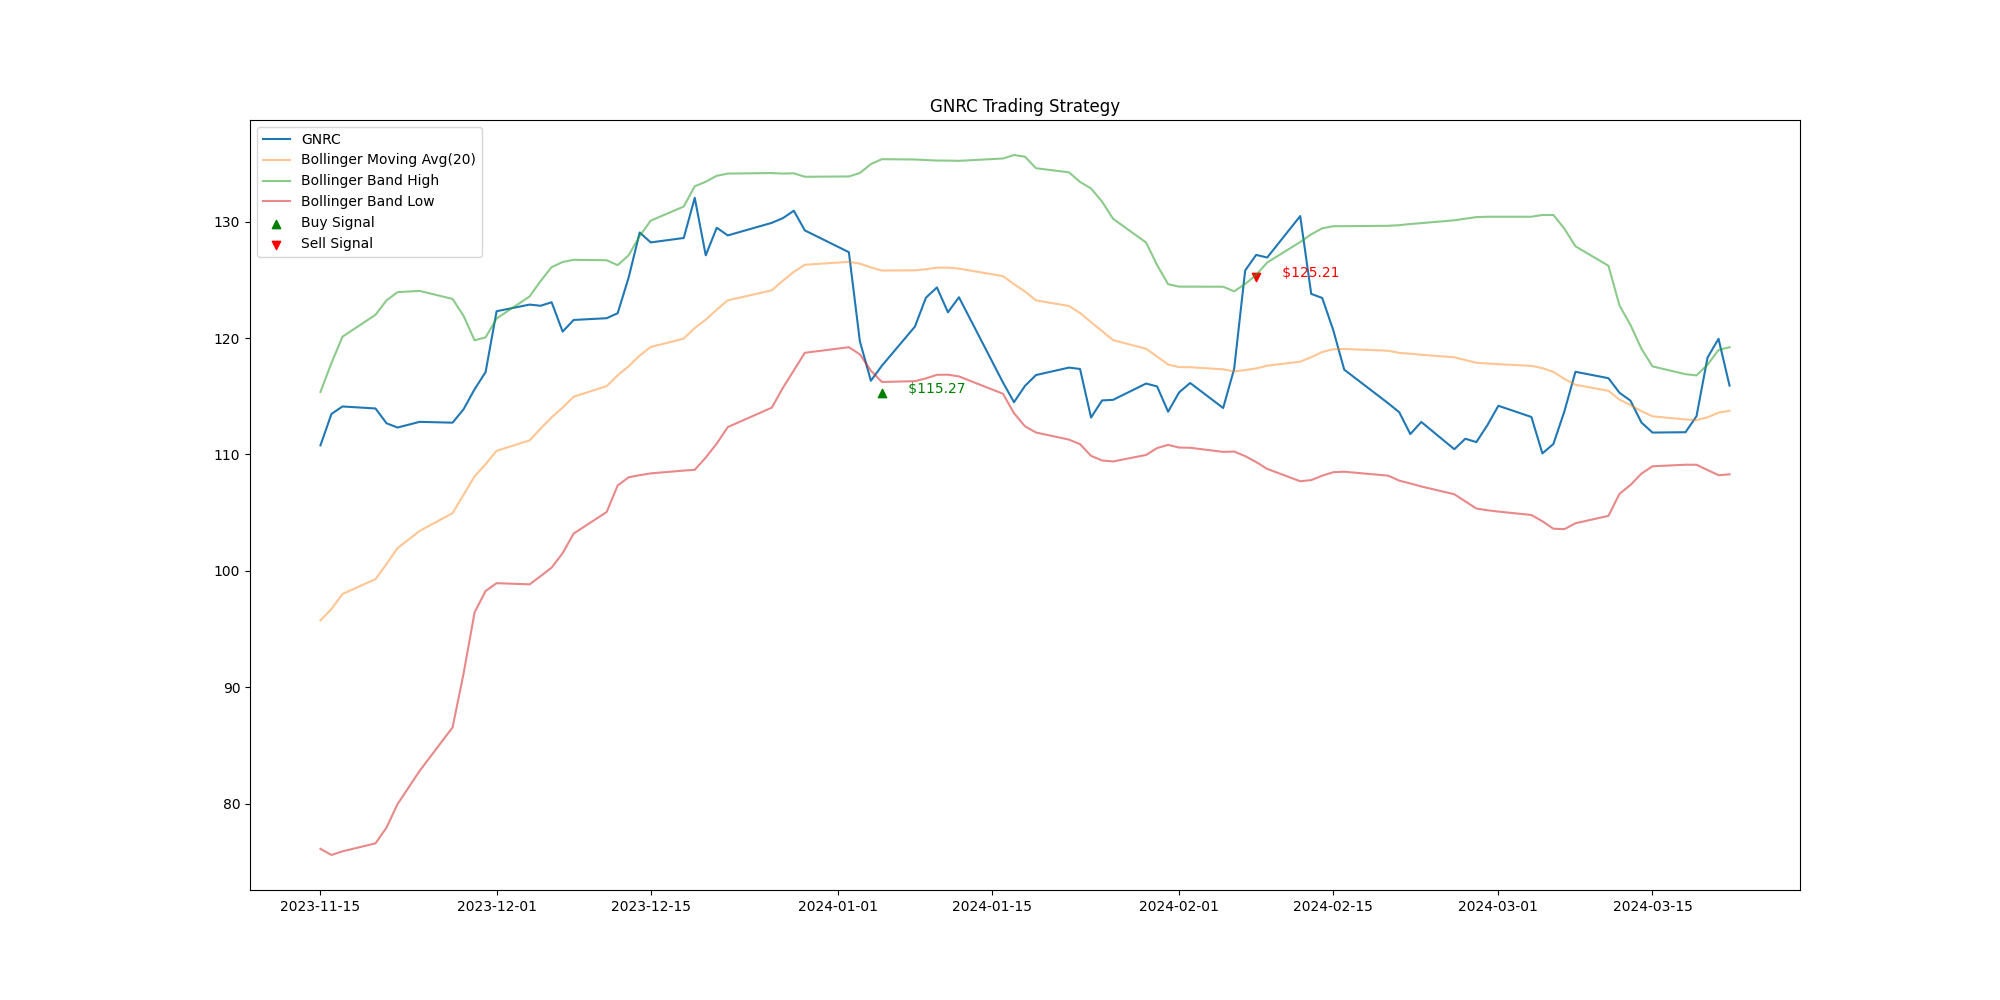 GNRC Trading Strategy
GNRC
Bollinger Moving Avg(20)
Bollinger Band High
Bollinger Band Low
Buy Signal
Sell Signal
130
120
110
100
90
80
$125.21
$115.27
2023-11-15 2023-12-01 2023-12-15 2024-01-01 2024-01-15 2024-02-01 2024-02-15 2024-03-01 2024-03-15